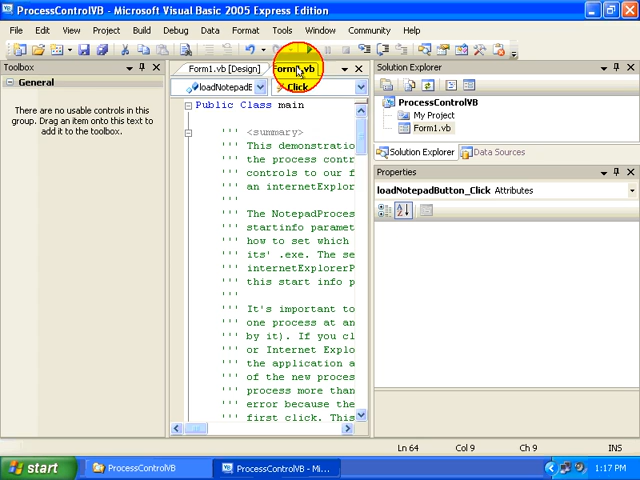 ProcessControlVB - Microsoft Visual Basic 2005 Express Edition
File Edit View Project Build Debug Data Format Tools Window Community Help
Toolbox
General
There are no usable controls in this
group. Drag an item onto this text to
add it to the toolbox.
Form1.vb [Design] Form1.vb
loadNotepadB Click
Public Class main
''' <summary>
''' This demonstratio
''' the process contr
''' controls to our f
''' an internetExplor
'''
''' The NotepadProces
''' startinfo paramet
''' how to set which
''' its' .exe. The se
''' internetExplorerP
''' this start info p
'''
''' It's important to
''' one process at an
''' by it). If you cl
''' or Internet Explo
''' the application a
''' of the new proces
''' process more than
''' error because the
''' first click. This
Solution Explorer
ProcessControlVB
My Project
Form1.vb
Solution Explorer Data Sources
Properties
loadNotepadButton_Click Attributes
Ln 64 Col 9 Ch 9 INS
start ProcessControlVB ProcessControlVB - Mi... 1:17 PM